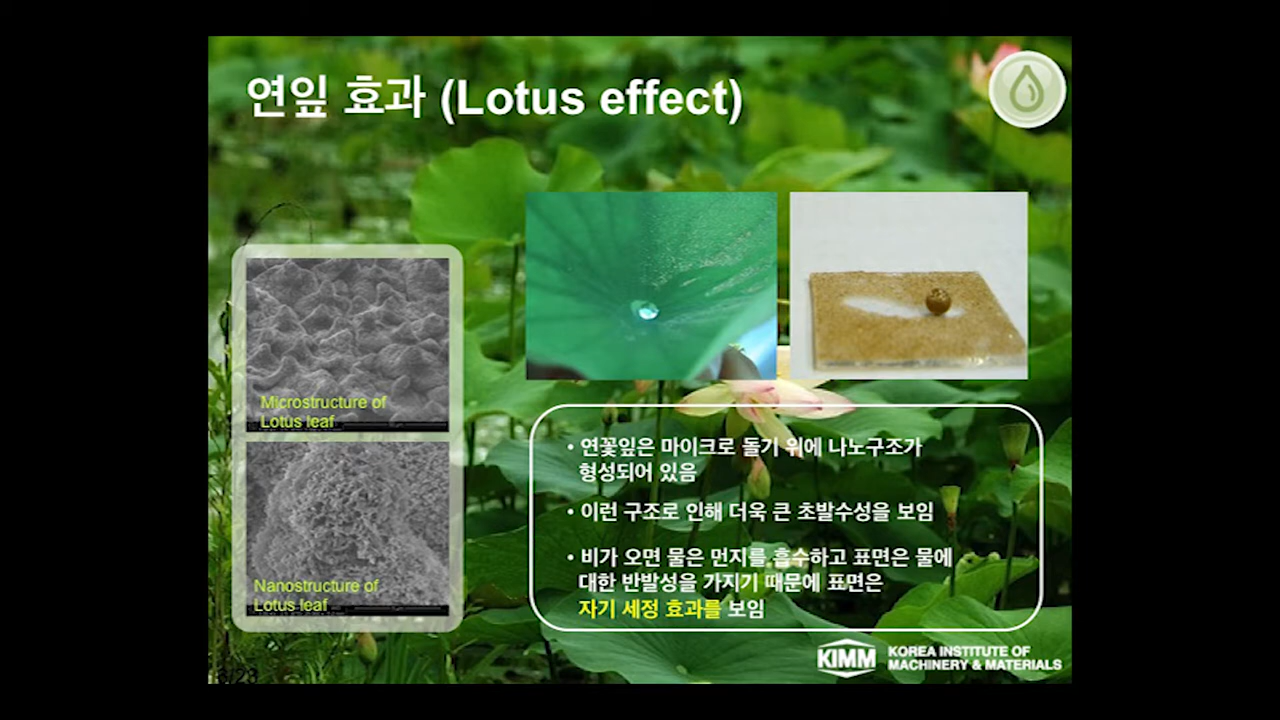 연잎 효과 (Lotus effect)
Microstructure of
Lotus leaf
Nanostructure of
Lotus leaf
• 연꽃잎은 마이크로 돌기 위에 나노구조가
형성되어 있음
• 이런 구조로 인해 더욱 큰 초발수성을 보임
• 비가 오면 물은 먼지를 흡수하고 표면은 물에
대한 반발성을 가지기 때문에 표면은
자기 세정 효과를 보임
KIMM
KOREA INSTITUTE OF
MACHINERY & MATERIALS